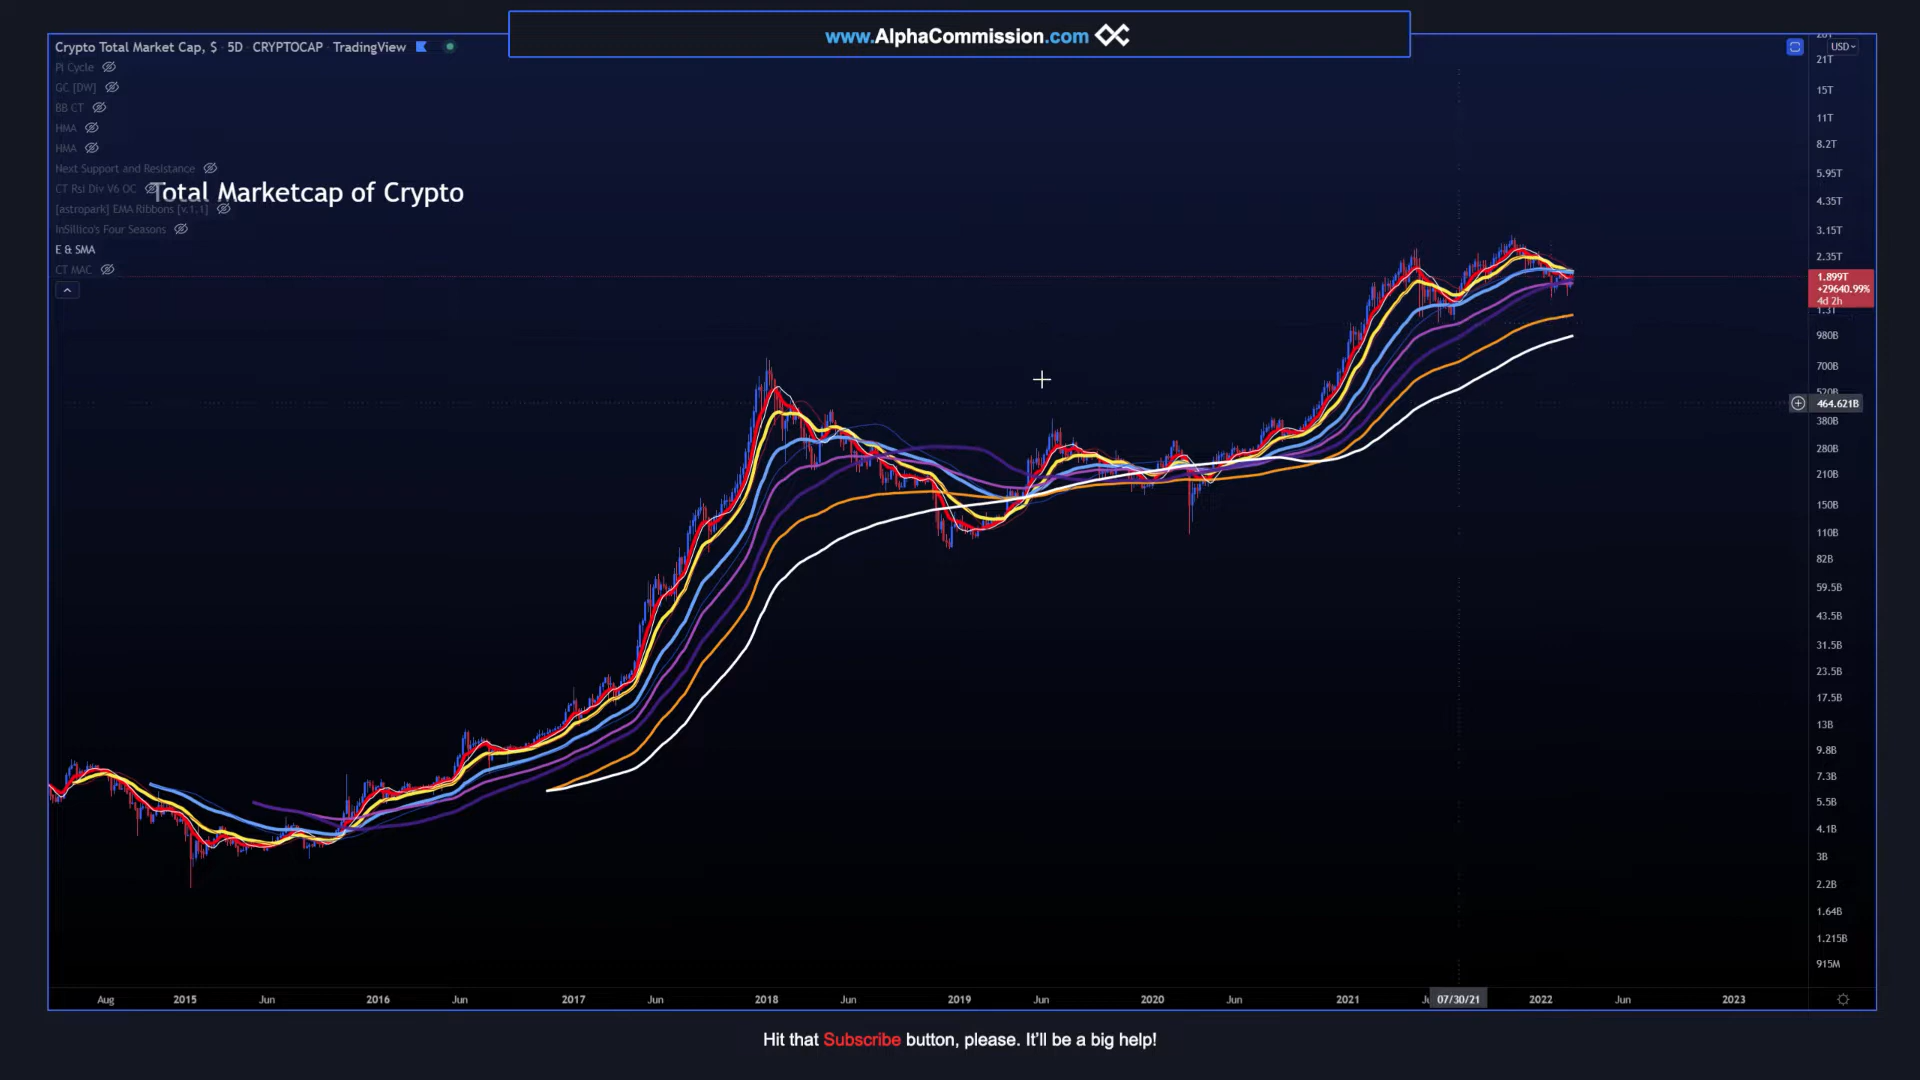 www.AlphaCommission.com
Crypto Total Market Cap, $ · 5D · CRYPTOCAP · TradingView
Pi Cycle
GC [DW]
BB CT
HMA
HMA
Next Support and Resistance
CT Rsi Div V6 OC
Total Marketcap of Crypto
[astropark] EMA Ribbons [v.1.1]
InSilico's Four Seasons
E & SMA
CT MAC
USD
21T
15T
11T
8.2T
5.95T
4.35T
3.15T
2.35T
1.899T
+29640.99%
4d 2h
1.3T
980B
700B
520B
464.621B
380B
280B
210B
150B
110B
82B
59.5B
43.5B
31.5B
23.5B
17.5B
13B
9.8B
7.3B
5.5B
4.1B
3B
2.2B
1.64B
1.215B
915M
Aug 2015 Jun 2016 Jun 2017 Jun 2018 Jun 2019 Jun 2020 Jun 2021 07/30/21 2022 Jun 2023
Hit that Subscribe button, please. It'll be a big help!